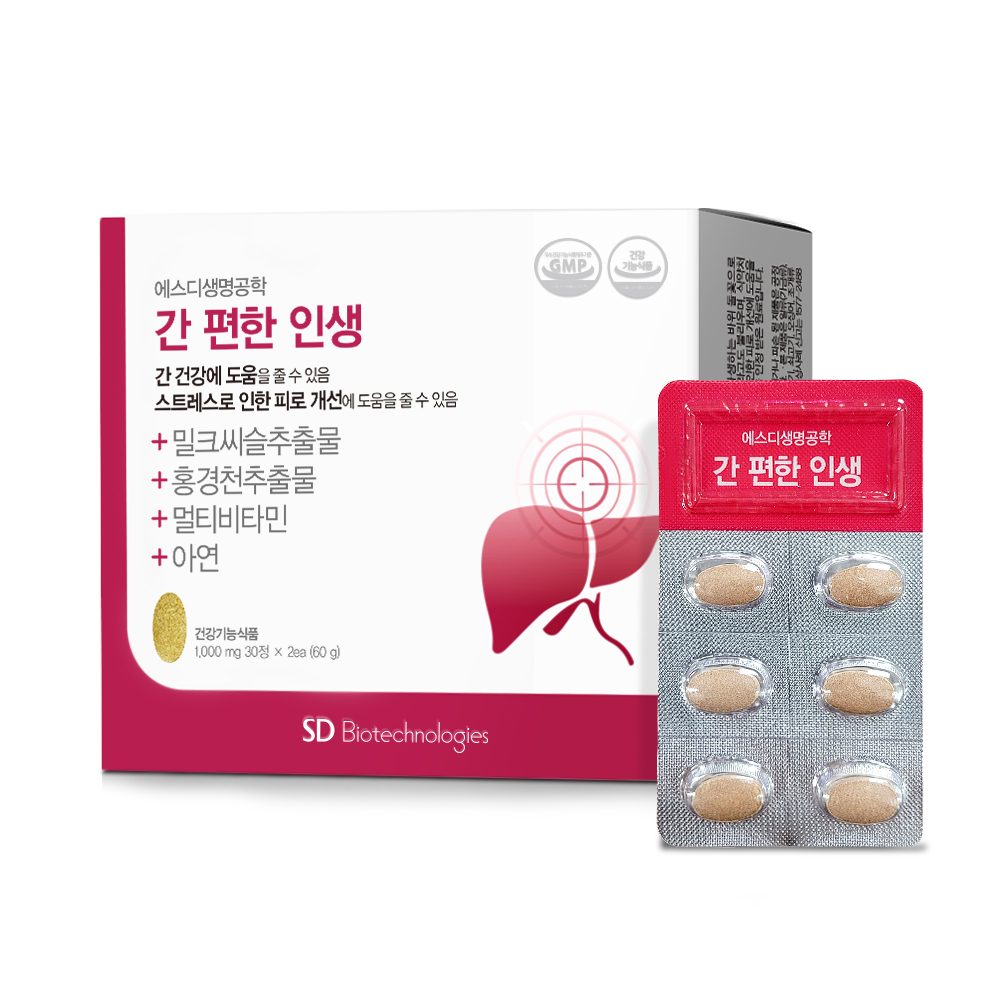 에스디생명공학
간 편한 인생
간 건강에 도움을 줄 수 있음
스트레스로 인한 피로 개선에 도움을 줄 수 있음
+ 밀크씨슬추출물
+ 홍경천추출물
+ 멀티비타민
+ 아연
건강기능식품
1,000 mg 30정 × 2ea (60 g)
SD Biotechnologies
GMP
건강
기능식품
에스디생명공학
간 편한 인생